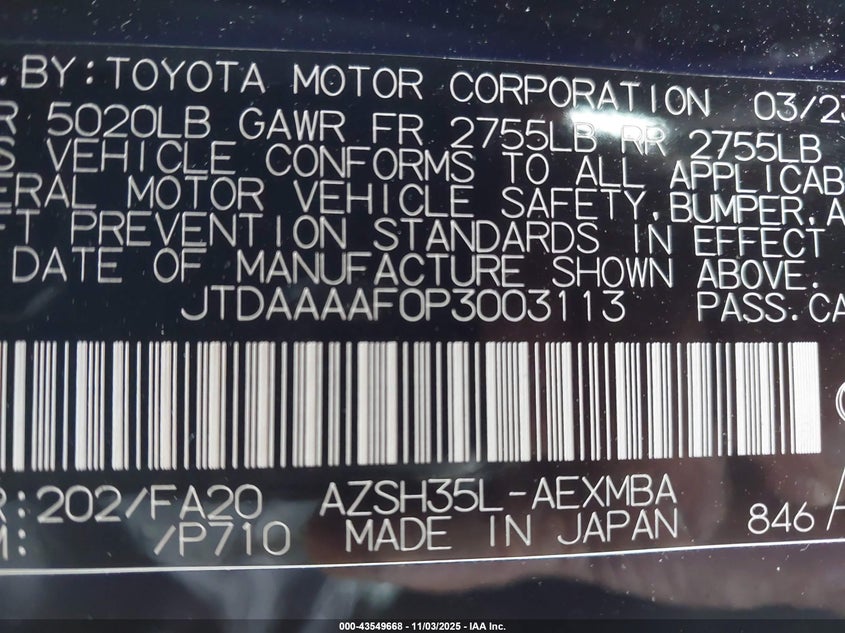 . BY: TOYOTA MOTOR CORPORATION 03/23
R 5020LB GAWR FR 2755LB RR 2755LB
S VEHICLE CONFORMS TO ALL APPLICAB
ERAL MOTOR VEHICLE SAFETY, BUMPER, A
FT PREVENTION STANDARDS IN EFFECT
DATE OF MANUFACTURE SHOWN ABOVE.
JTDAAAAF0P3003113 PASS.CA
R:202/FA20 AZSH35L-AEXMBA
M: /P710 MADE IN JAPAN 846 A
000-43549668 - 11/03/2025 - IAA Inc.